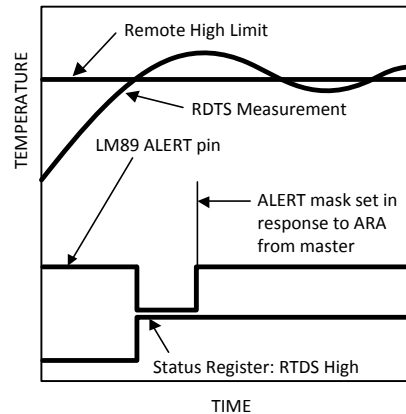 Remote High Limit
RDTS Measurement
TEMPERATURE
LM89 ALERT pin
ALERT mask set in
response to ARA
from master
Status Register: RTDS High
TIME